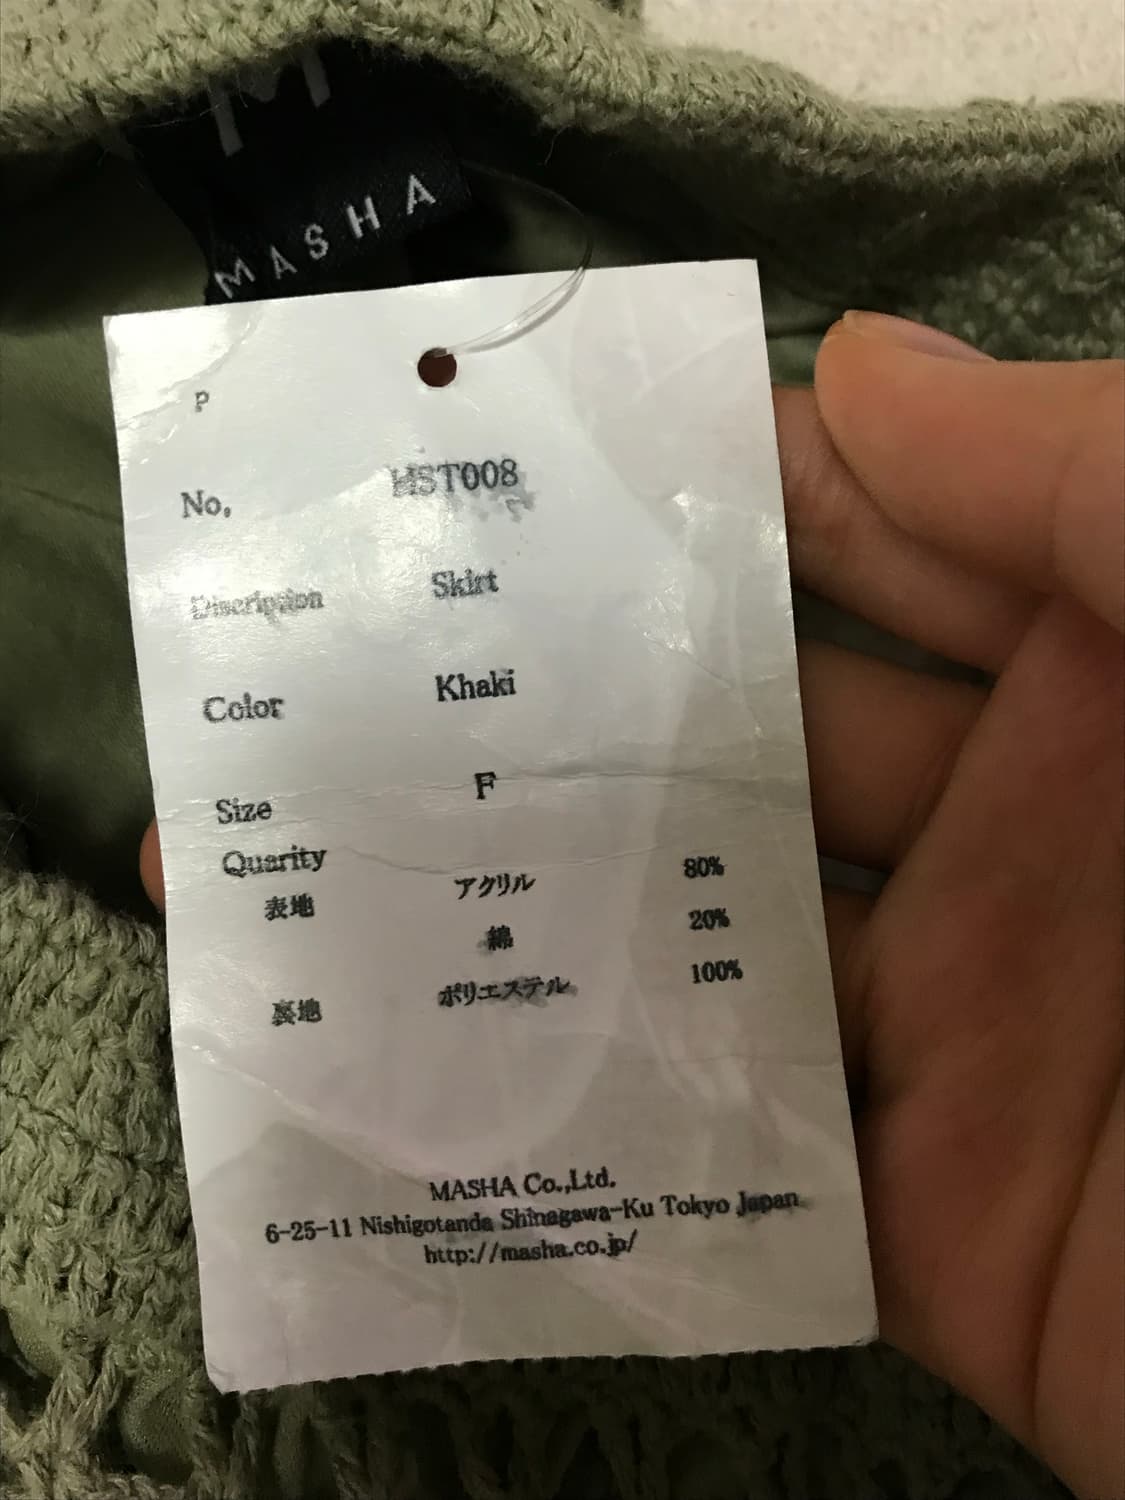 M
MASHA
P
No. HST008
Discription Skirt
Color Khaki
Size F
Quarity
表地 アクリル 80%
綿 20%
裏地 ポリエステル 100%
MASHA Co.,Ltd.
6-25-11 Nishigotanda Shinagawa-Ku Tokyo Japan
http://masha.co.jp/